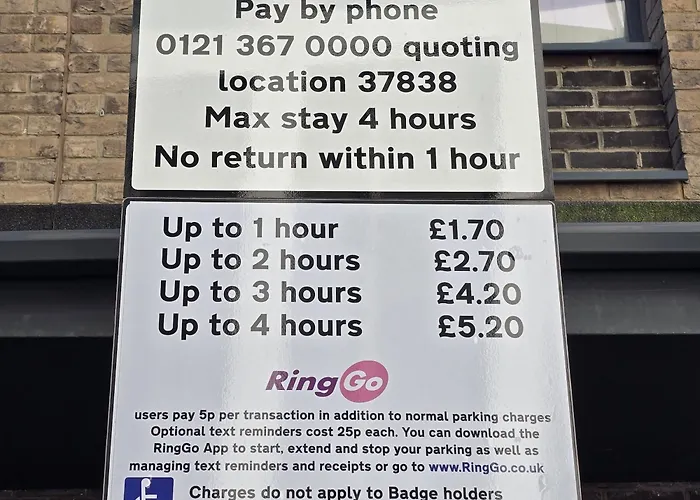 Pay by phone
0121 367 0000 quoting
location 37838
Max stay 4 hours
No return within 1 hour
Up to 1 hour £1.70
Up to 2 hours £2.70
Up to 3 hours £4.20
Up to 4 hours £5.20
RingGo
users pay 5p per transaction in addition to normal parking charges
Optional text reminders cost 25p each. You can download the
RingGo App to start, extend and stop your parking as well as
managing text reminders and receipts or go to www.RingGo.co.uk
Charges do not apply to Badge holders